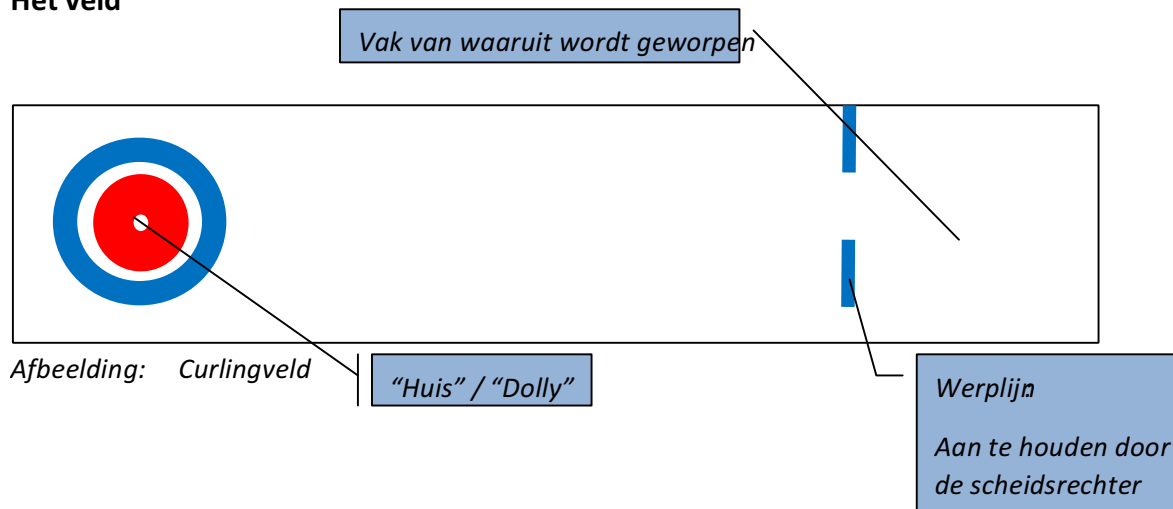 Het veld
Vak van waaruit wordt geworpen
Afbeelding: Curlingveld
“Huis” / “Dolly”
Werplijn:
Aan te houden door
de scheidsrechter